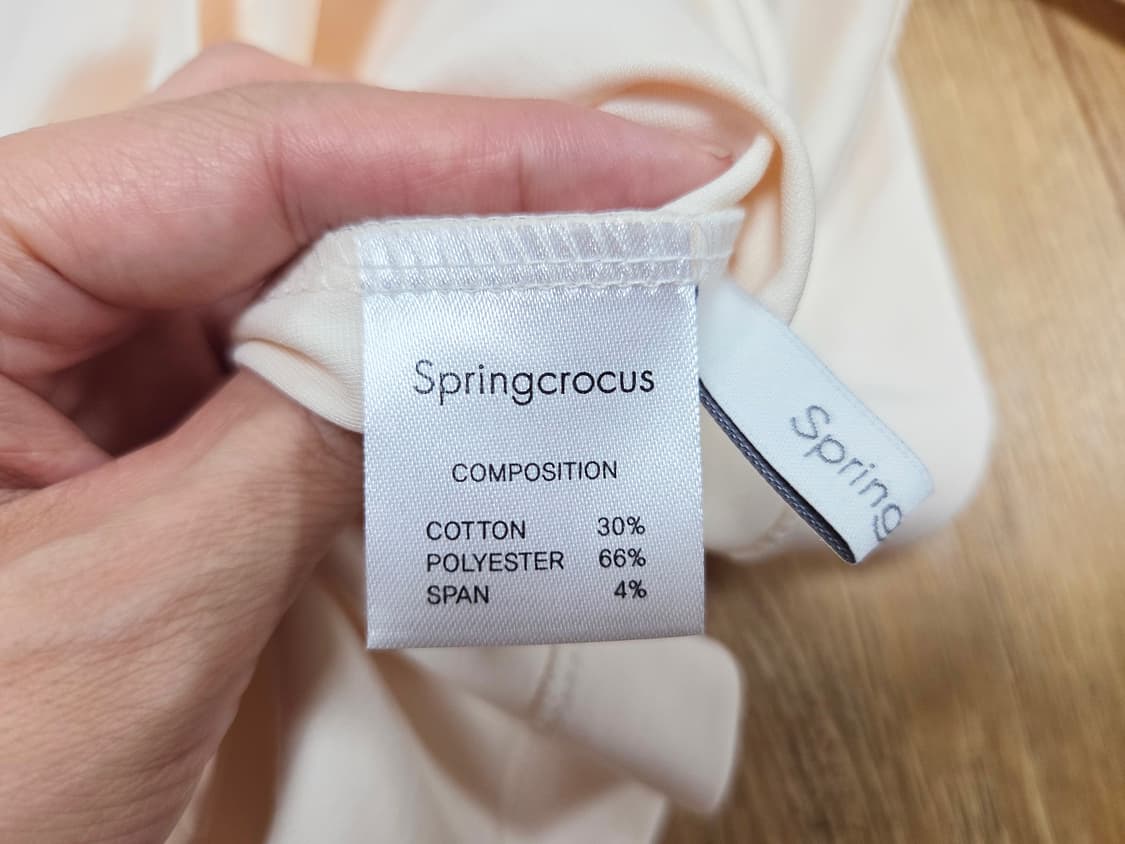 Springcrocus
COMPOSITION
COTTON 30%
POLYESTER 66%
SPAN 4%
Spring